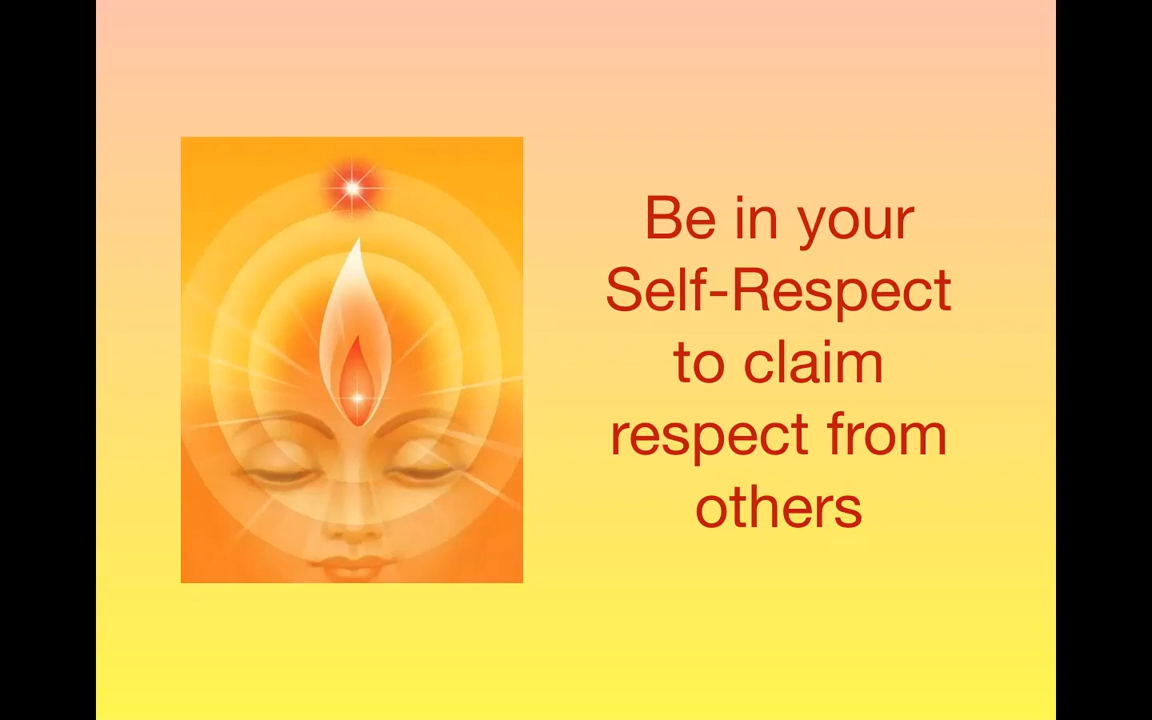 Be in your
Self-Respect
to claim
respect from
others